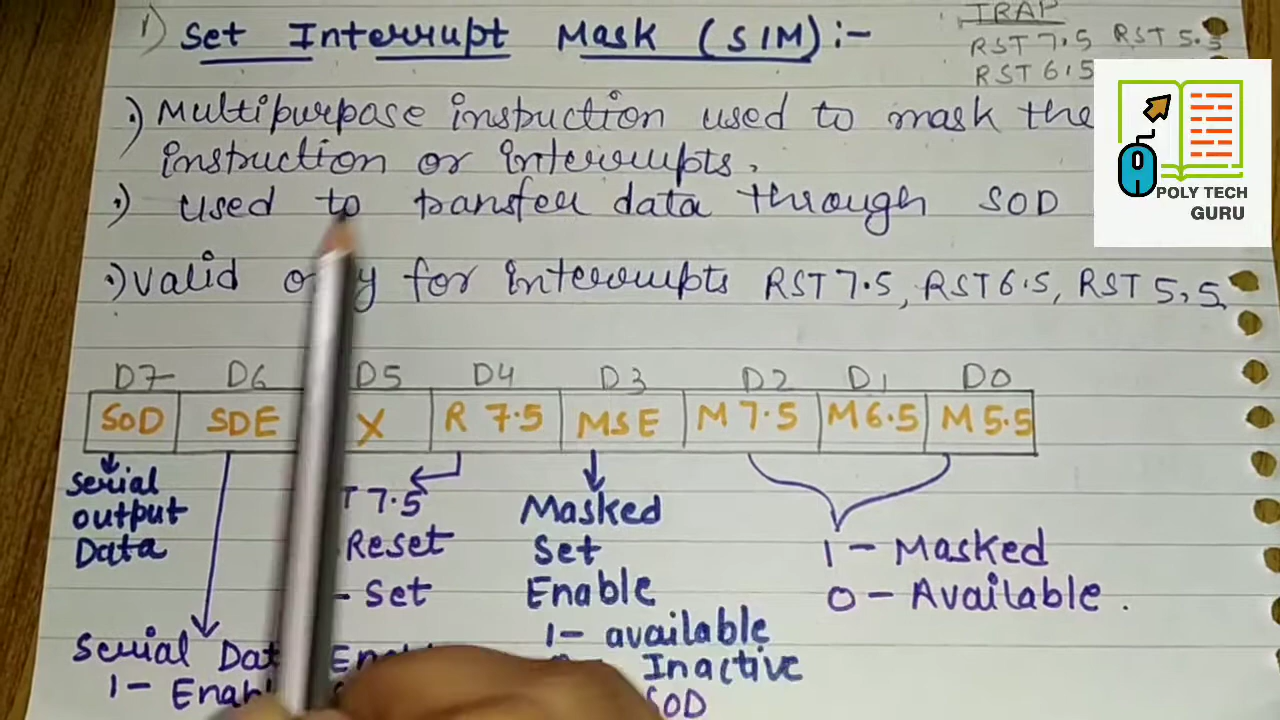 1) Set Interrupt Mask (SIM):-
TRAP
RST 7.5 RST 5.5
RST 6.5
POLY TECH
GURU
Multipurpose instruction used to mask the
instruction or interrupts.
used to transfer data through SOD
valid for interrupts RST 7.5, RST 6.5, RST 5.5
D7 D6 D5 D4 D3 D2 D1 D0
SOD SDE X R 7.5 MSE M 7.5 M 6.5 M 5.5
Serial
output
Data
T 7.5
Reset
- Set
Masked
Set
Enable
1- available
Inactive
SOD
1 - Masked
0 - Available.
Serial
1-